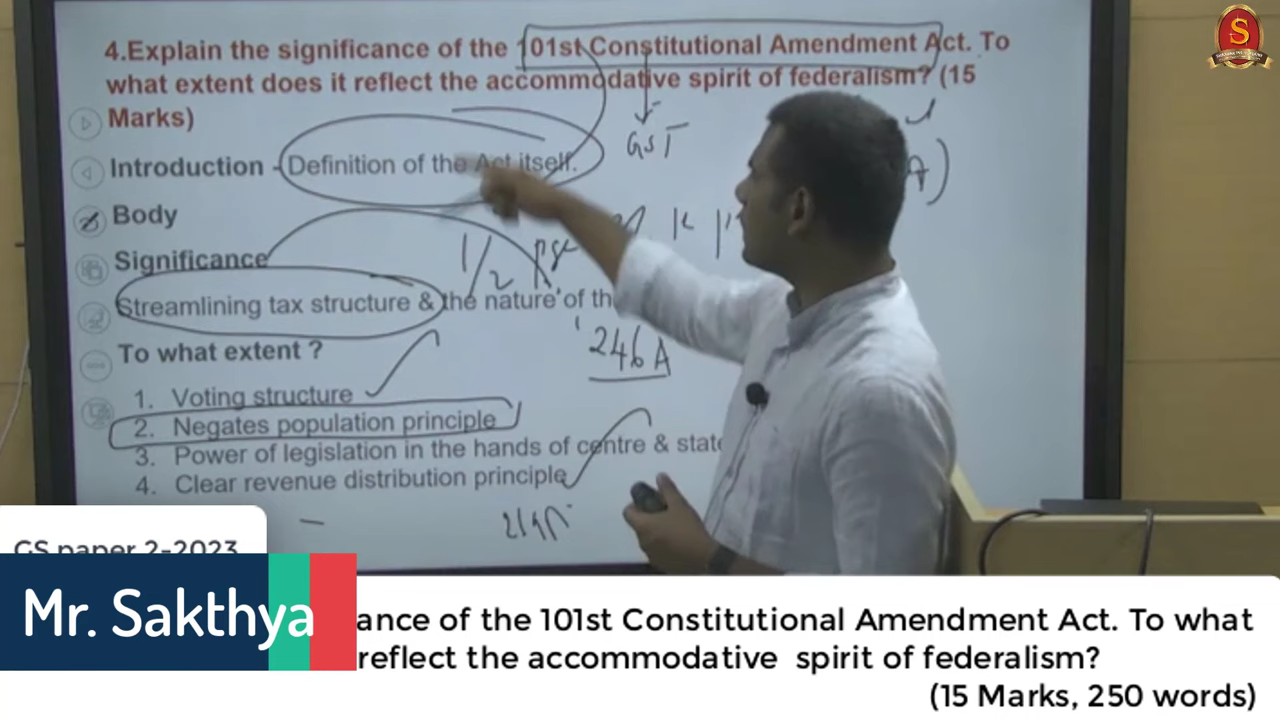 4.Explain the significance of the 101st Constitutional Amendment Act. To
what extent does it reflect the accommodative spirit of federalism? (15
Marks)
GST
Introduction - Definition of the Act itself.
Body
Significance
1/2
Streamlining tax structure & the nature of
246A
To what extent ?
1. Voting structure
2. Negates population principle
3. Power of legislation in the hands of centre &
4. Clear revenue distribution principle
GS paper 2-2023
Mr. Sakthya
ance of the 101st Constitutional Amendment Act. To what
reflect the accommodative spirit of federalism?
(15 Marks, 250 words)
S